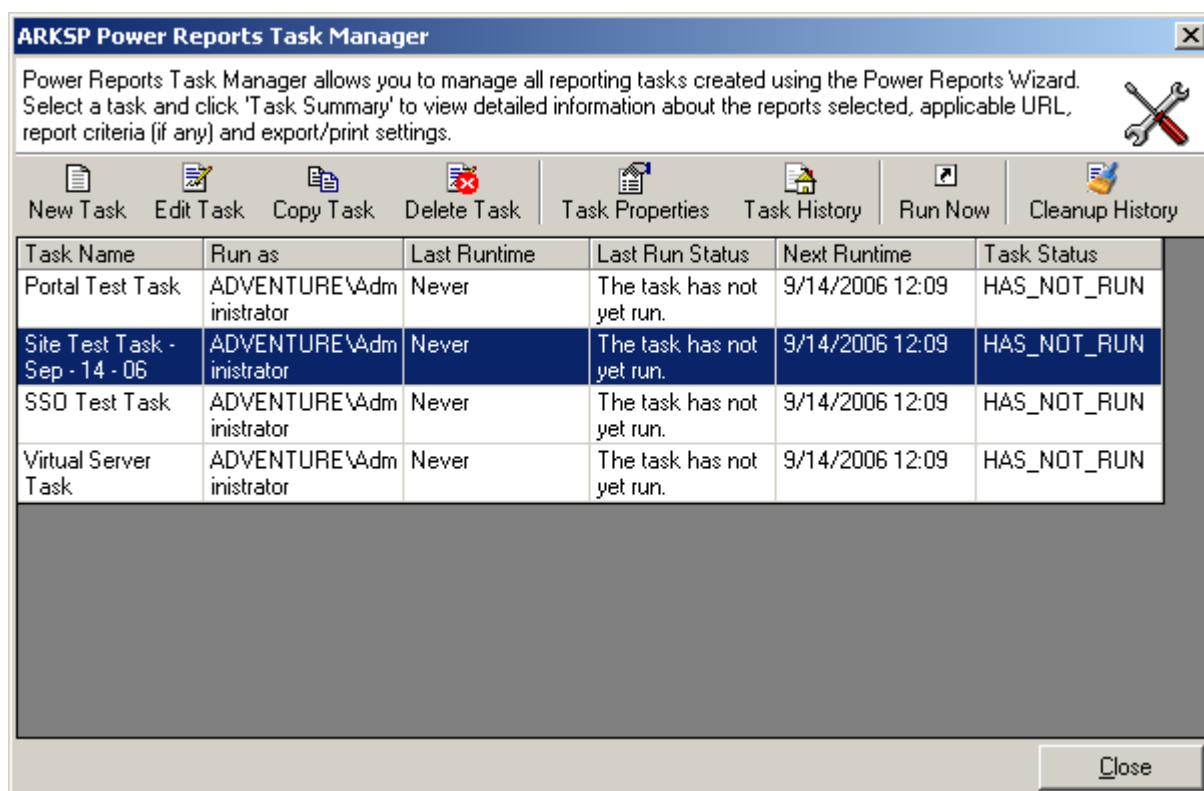 ARKSP Power Reports Task Manager
Power Reports Task Manager allows you to manage all reporting tasks created using the Power Reports Wizard.
Select a task and click 'Task Summary' to view detailed information about the reports selected, applicable URL,
report criteria (if any) and export/print settings.
New Task Edit Task Copy Task Delete Task Task Properties Task History Run Now Cleanup History
Task Name Run as Last Runtime Last Run Status Next Runtime Task Status
Portal Test Task ADVENTURE\Adm Never The task has not 9/14/2006 12:09 HAS_NOT_RUN
inistrator yet run.
Site Test Task - ADVENTURE\Adm Never The task has not 9/14/2006 12:09 HAS_NOT_RUN
Sep - 14 - 06 inistrator yet run.
SSO Test Task ADVENTURE\Adm Never The task has not 9/14/2006 12:09 HAS_NOT_RUN
inistrator yet run.
Virtual Server ADVENTURE\Adm Never The task has not 9/14/2006 12:09 HAS_NOT_RUN
Task inistrator yet run.
Close